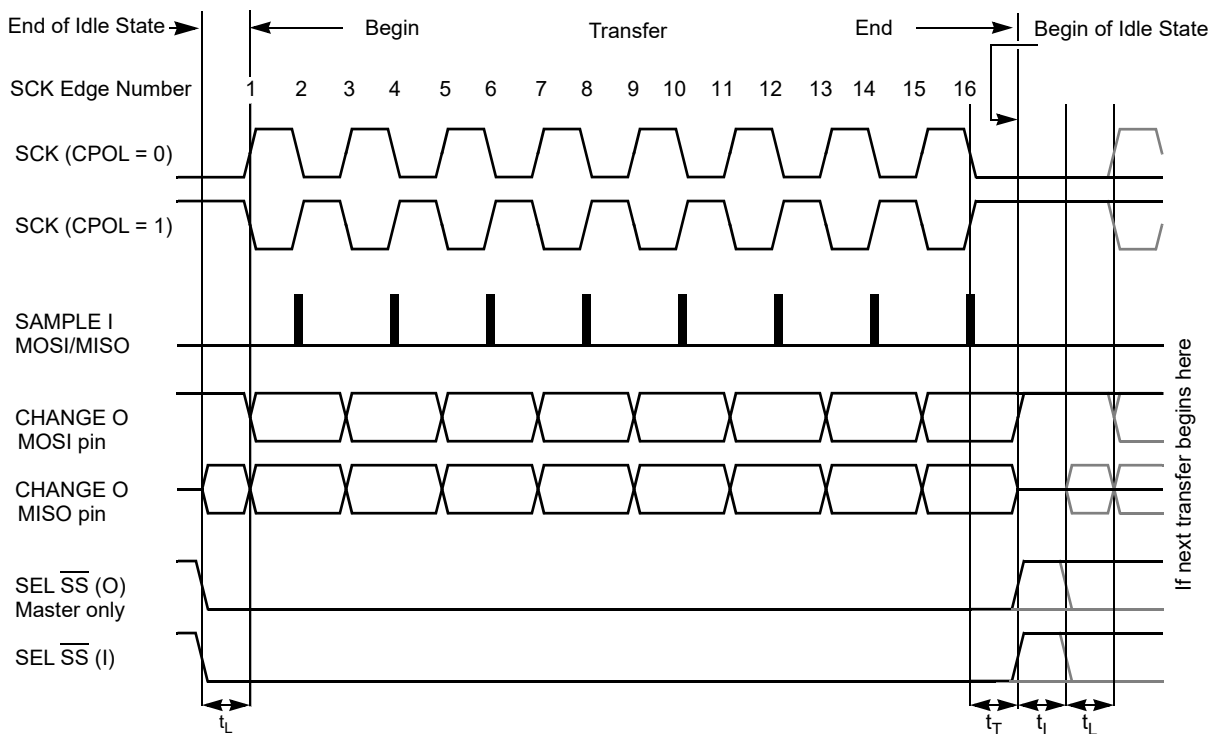 End of Idle State
Begin
Transfer
End
Begin of Idle State
SCK Edge Number
1 2 3 4 5 6 7 8 9 10 11 12 13 14 15 16
SCK (CPOL = 0)
SCK (CPOL = 1)
SAMPLE I
MOSI/MISO
CHANGE O
MOSI pin
CHANGE O
MISO pin
SEL SS (O)
Master only
SEL SS (I)
tL
tT
tI
tL
If next transfer begins here